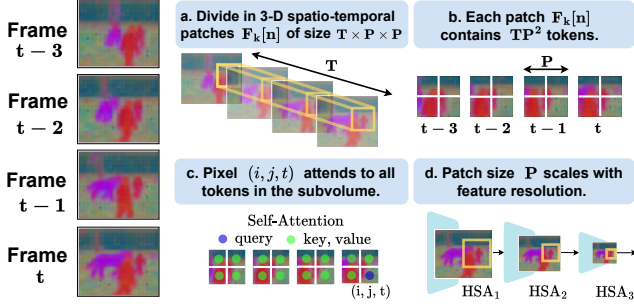 Frame
t − 3
Frame
t − 2
Frame
t − 1
Frame
t
a. Divide in 3-D spatio-temporal
patches F_k[n] of size T × P × P
T
b. Each patch F_k[n]
contains TP² tokens.
P
t − 3 t − 2 t − 1 t
c. Pixel (i, j, t) attends to all
tokens in the subvolume.
Self-Attention
query key, value
(i, j, t)
d. Patch size P scales with
feature resolution.
HSA₁ HSA₂ HSA₃